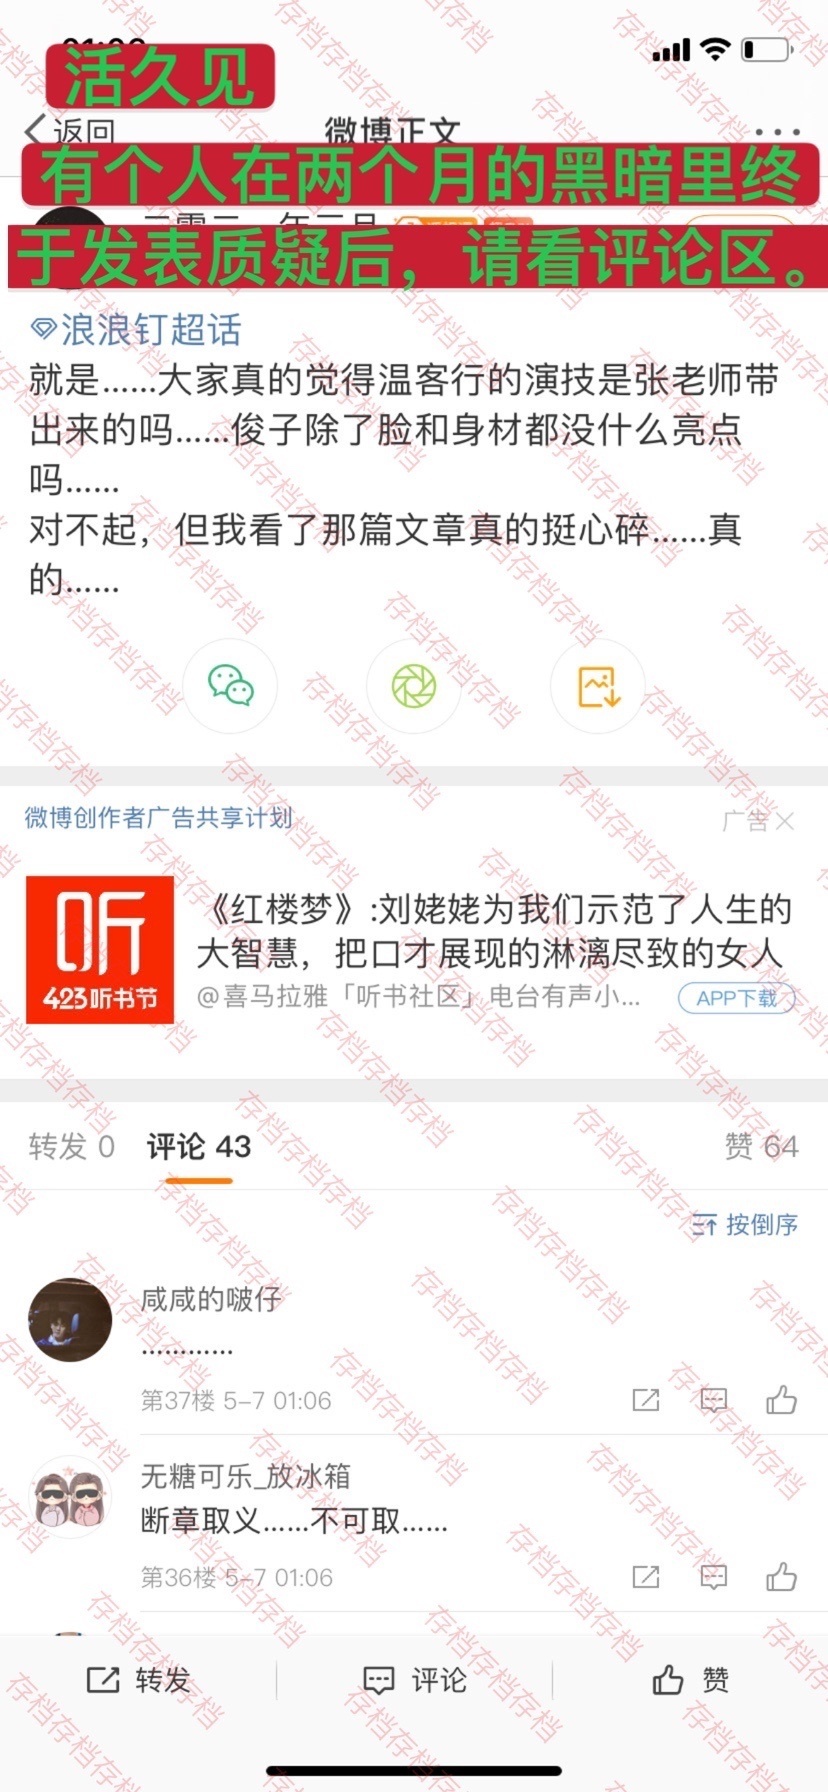 活久见
返回
微博正文
有个人在两个月的黑暗里终
于发表质疑后，请看评论区。
浪浪钉超话
就是……大家真的觉得温客行的演技是张老师带
出来的吗……俊子除了脸和身材都没什么亮点
吗……
对不起，但我看了那篇文章真的挺心碎……真
的……
微博创作者广告共享计划
广告
《红楼梦》:刘姥姥为我们示范了人生的
大智慧，把口才展现的淋漓尽致的女人
听
423听书节
@喜马拉雅「听书社区」电台有声小...
APP下载
转发 0
评论 43
赞 64
按倒序
咸咸的啵仔
…………
第37楼 5-7 01:06
无糖可乐_放冰箱
断章取义……不可取……
第36楼 5-7 01:06
转发
评论
赞
存档存档存档